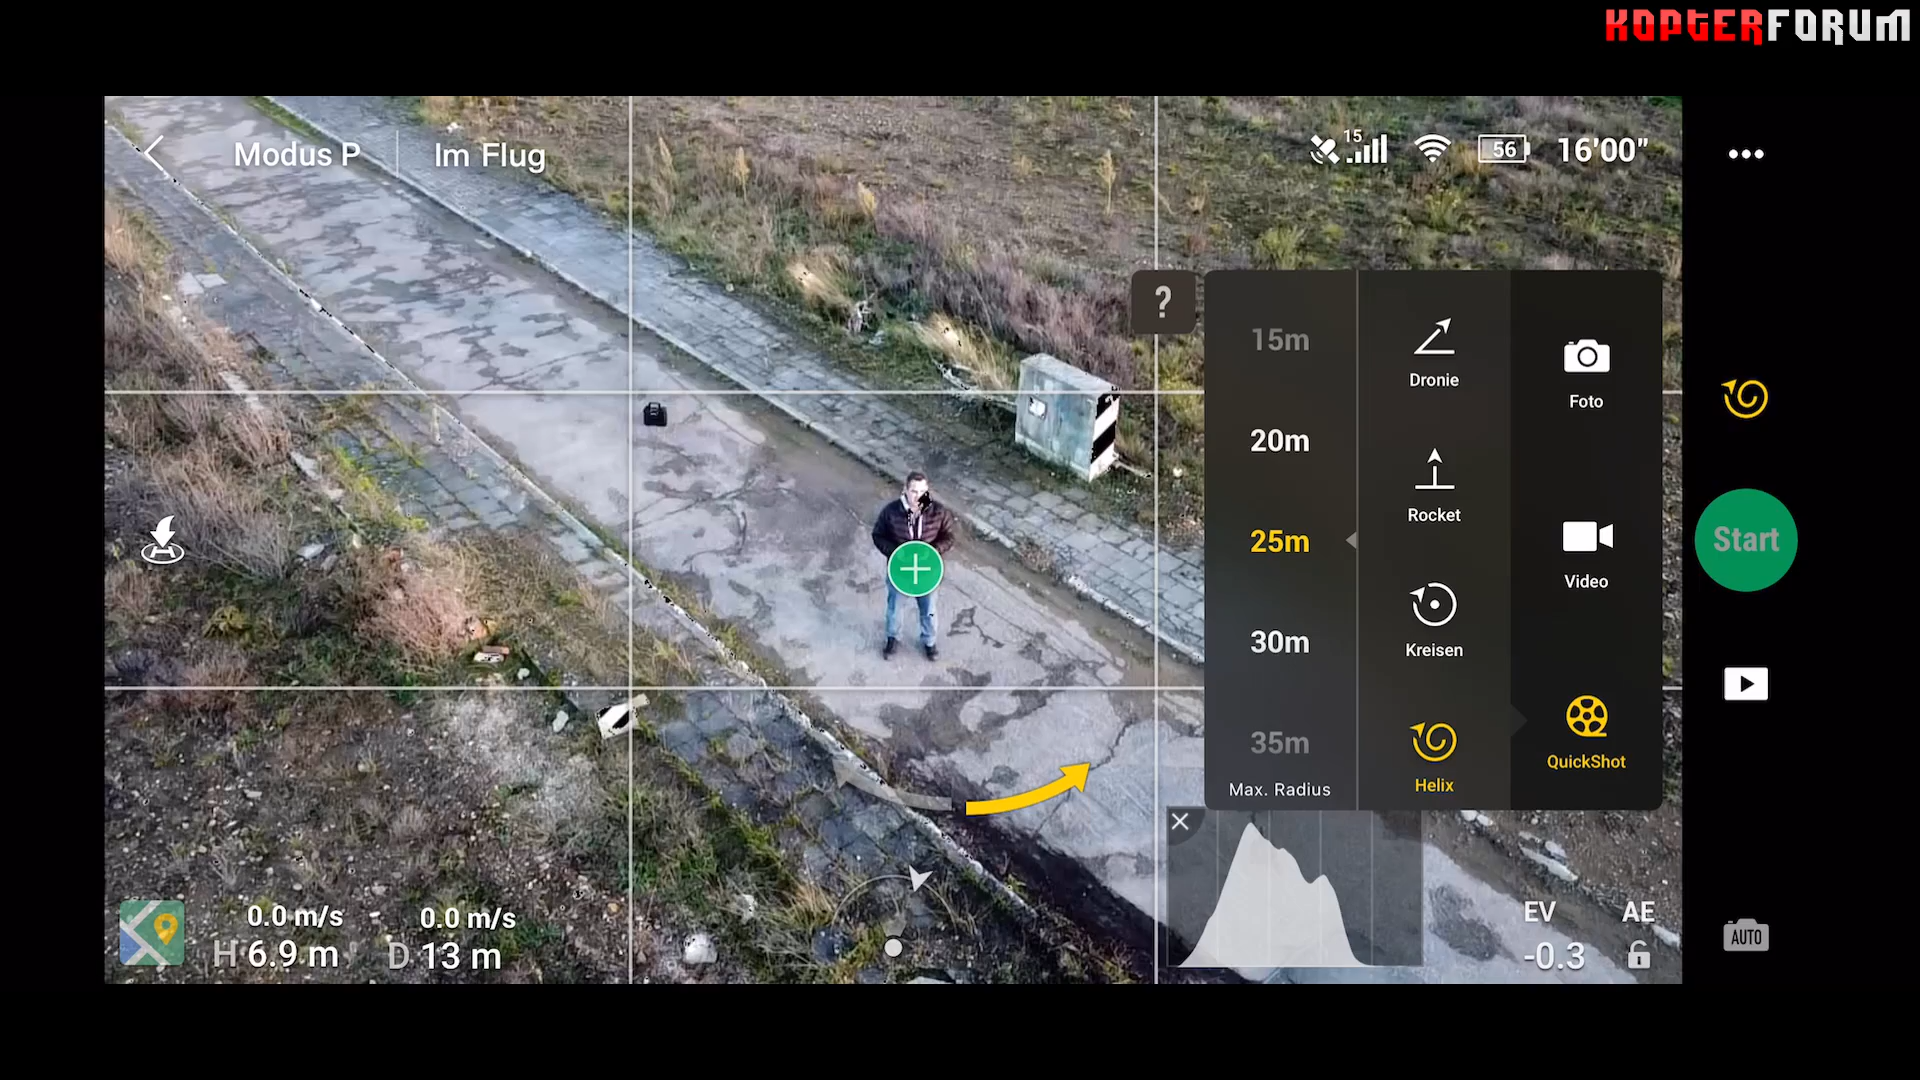 KOPTERFORUM
Modus P
Im Flug
15
56
16'00"
?
15m
20m
25m
30m
35m
Max. Radius
Dronie
Rocket
Kreisen
Helix
Foto
Video
QuickShot
Start
0.0 m/s
0.0 m/s
H 6.9 m
D 13 m
EV
AE
-0.3
AUTO